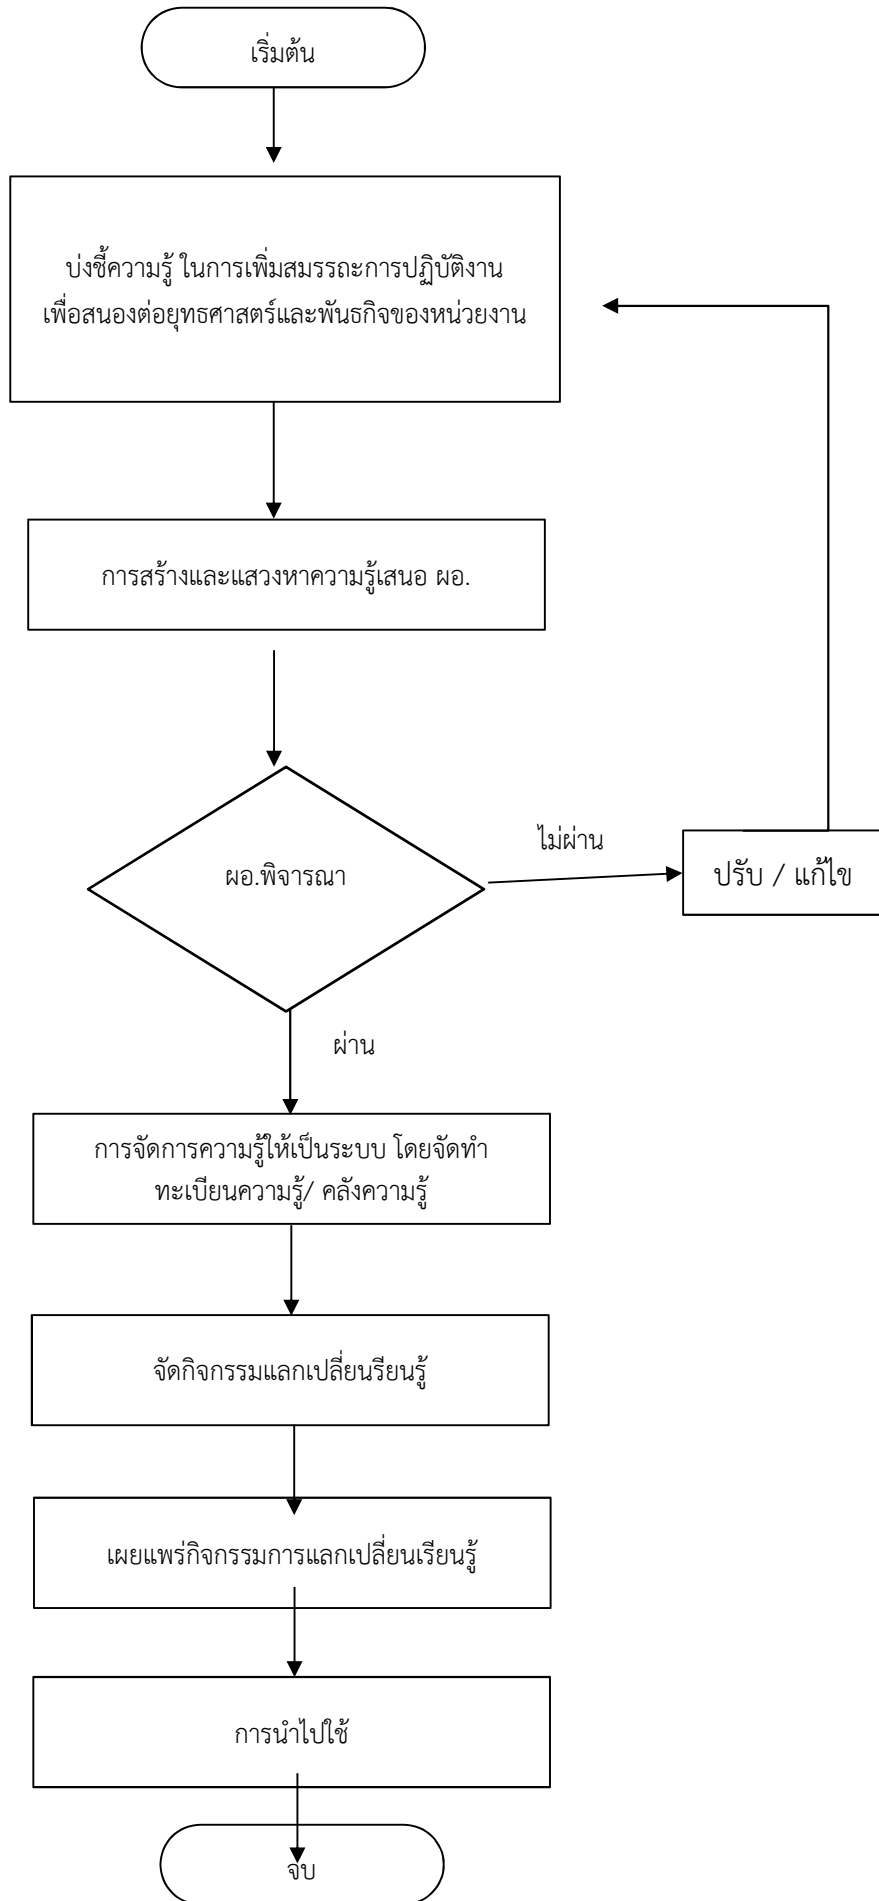 เริ่มต้น
บ่งชี้ความรู้ ในการเพิ่มสมรรถะการปฏิบัติงาน
เพื่อสนองต่อยุทธศาสตร์และพันธกิจของหน่วยงาน
การสร้างและแสวงหาความรู้เสนอ ผอ.
ผอ.พิจารณา
ไม่ผ่าน
ปรับ / แก้ไข
ผ่าน
การจัดการความรู้ให้เป็นระบบ โดยจัดทำ
ทะเบียนความรู้/ คลังความรู้
จัดกิจกรรมแลกเปลี่ยนรียนรู้
เผยแพร่กิจกรรมการแลกเปลี่ยนเรียนรู้
การนำไปใช้
จบ